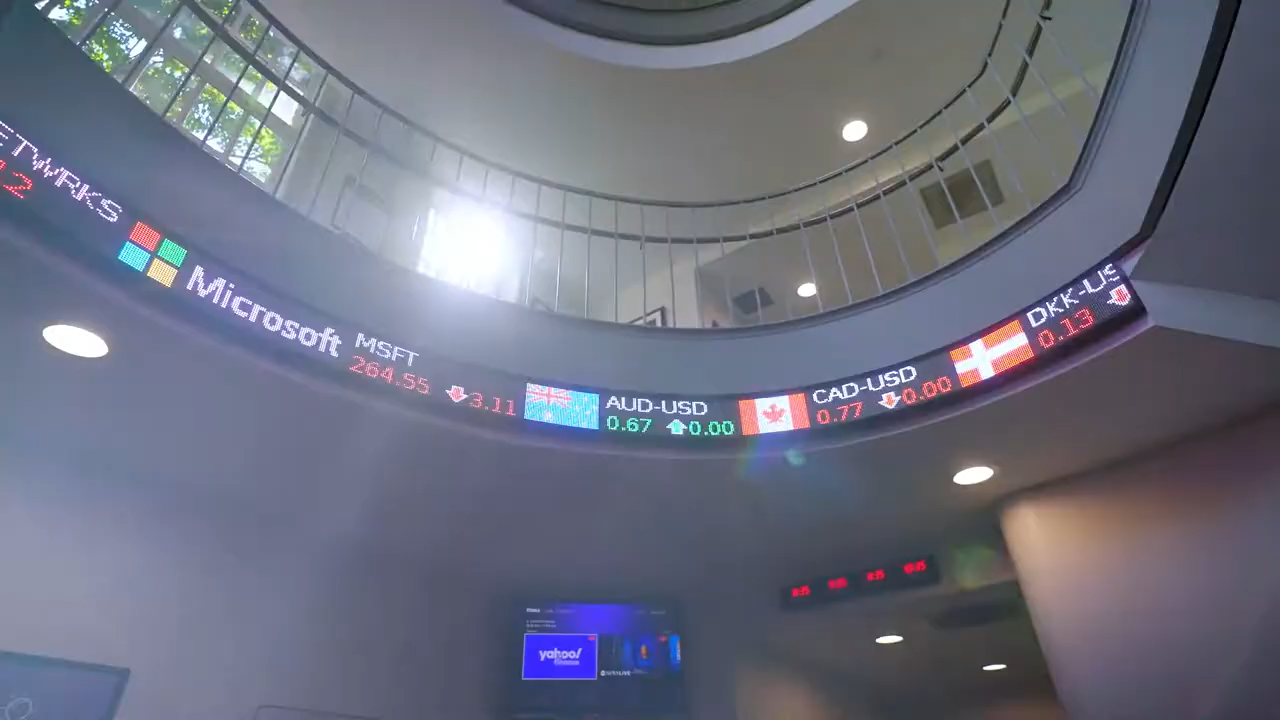 ETWRKS
Microsoft
MSFT
264.55 3.11
AUD-USD
0.67 0.00
CAD-USD
0.77 0.00
DKK-US
0.13
yahoo!
finance